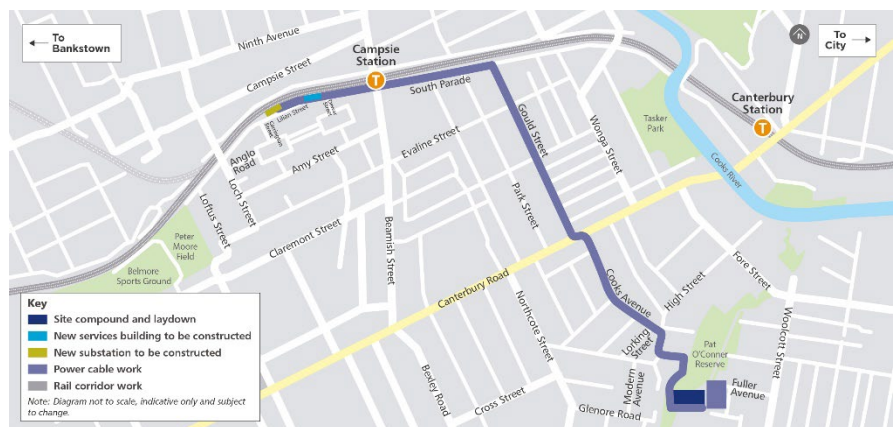 To
Bankstown
Ninth Avenue
Campsie Street
Campsie
Station
T
N
To
City
South Parade
Lilian Street
Canterbury
Station
T
Tasker
Park
Cooks River
Gould Street
Wonga Street
Evaline Street
Amy Street
Anglo
Road
Loch Street
Loftus Street
Claremont Street
Beamish Street
Park Street
Peter
Moore
Field
Belmore
Sports Ground
Canterbury Road
Cooks Avenue
High Street
Fore Street
Woolcott Street
Northcote Street
Bexley Road
Cross Street
Lorking
Street
Modern
Avenue
Glenore Road
Pat
O'Conner
Reserve
Fuller
Avenue
Key
Site compound and laydown
New services building to be constructed
New substation to be constructed
Power cable work
Rail corridor work
Note: Diagram not to scale, indicative only and subject
to change.